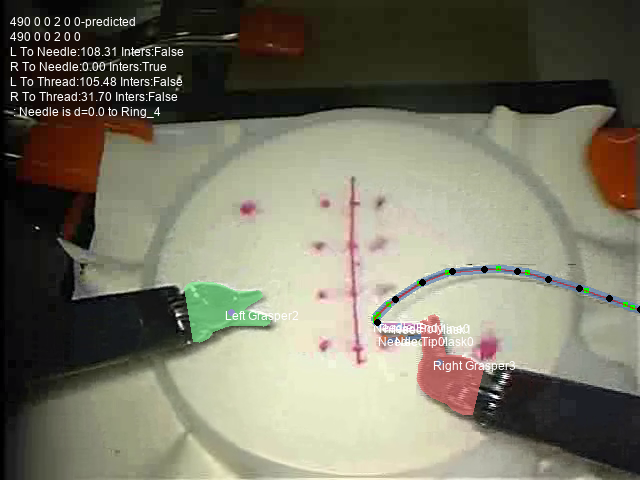 490 0 0 2 0 0-predicted
490 0 0 2 0 0
L To Needle:108.31 Inters:False
R To Needle:0.00 Inters:True
L To Thread:105.48 Inters:False
R To Thread:31.70 Inters:False
: Needle is d=0.0 to Ring_4
Left Grasper2
Right Grasper3